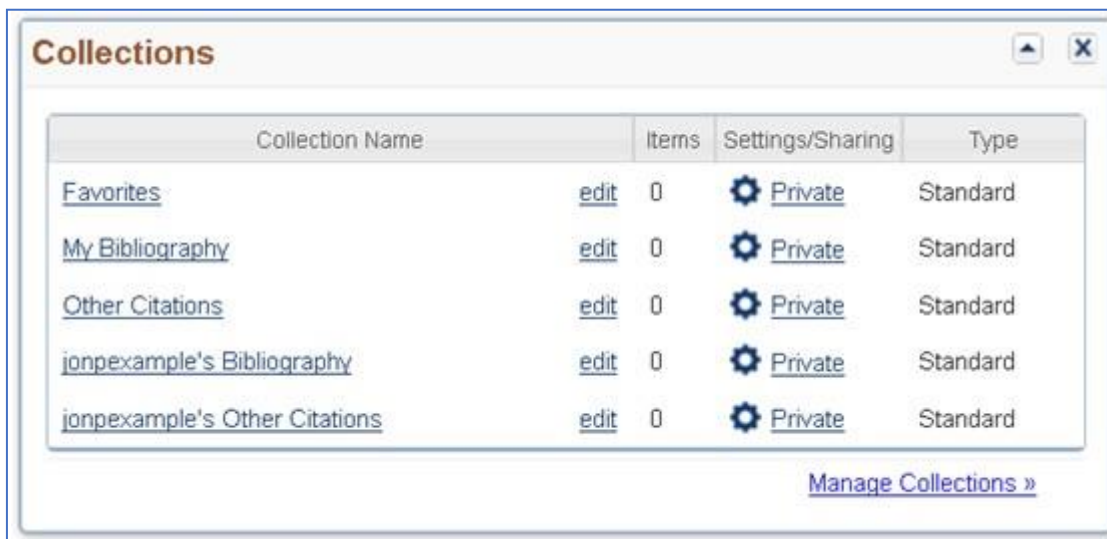 Collections
Collection Name Items Settings/Sharing Type
Favorites edit 0 Private Standard
My Bibliography edit 0 Private Standard
Other Citations edit 0 Private Standard
jonpexample's Bibliography edit 0 Private Standard
jonpexample's Other Citations edit 0 Private Standard
Manage Collections »